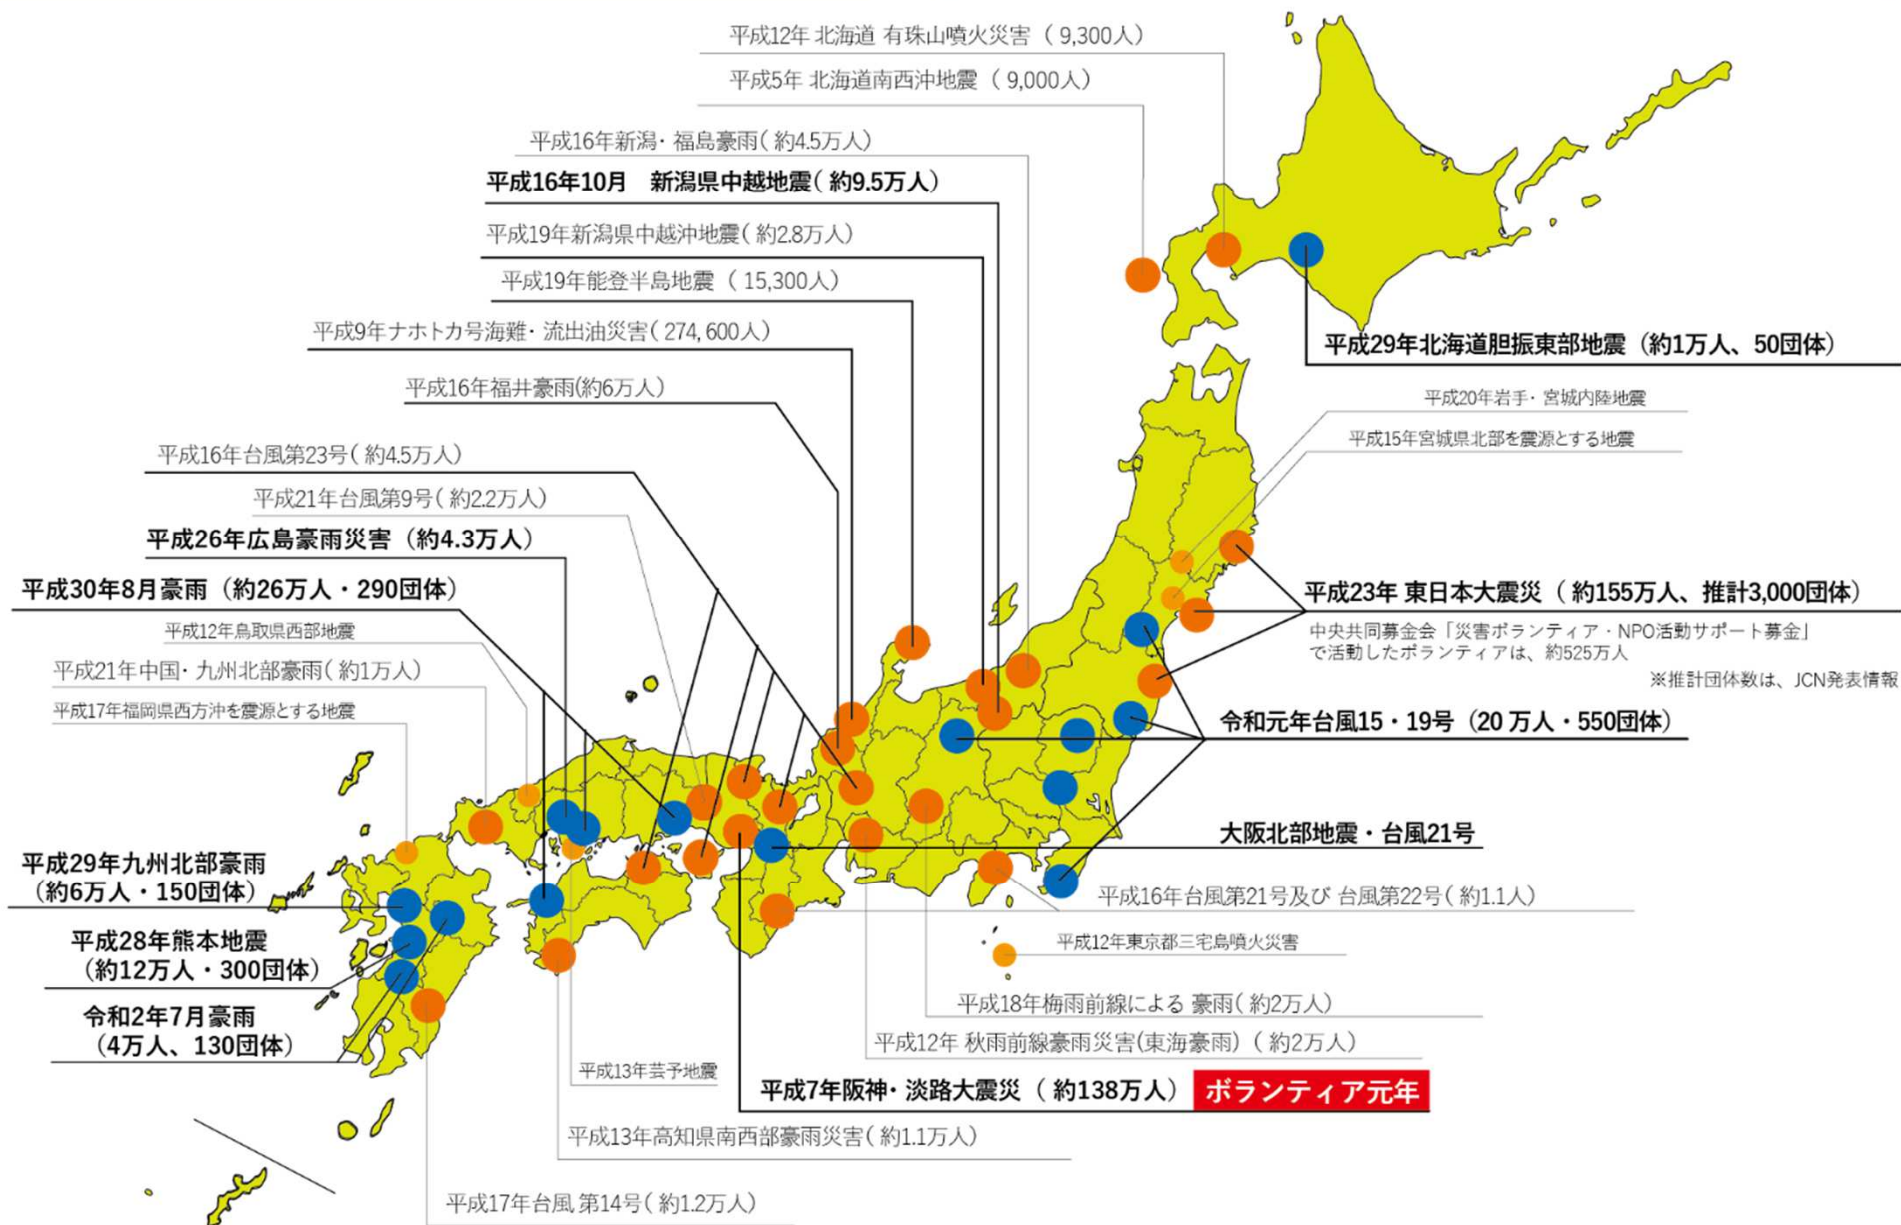 平成12年 北海道 有珠山噴火災害 （ 9,300人）
平成5年 北海道南西沖地震 （ 9,000人）
平成16年新潟・福島豪雨（ 約4.5万人）
平成16年10月　新潟県中越地震（ 約9.5万人）
平成19年新潟県中越沖地震（ 約2.8万人）
平成19年能登半島地震 （ 15,300人）
平成9年ナホトカ号海難・流出油災害（ 274,600人）
平成29年北海道胆振東部地震（約1万人、50団体）
平成16年福井豪雨(約6万人）
平成20年岩手・宮城内陸地震
平成15年宮城県北部を震源とする地震
平成16年台風第23号（ 約4.5万人）
平成21年台風第9号（ 約2.2万人）
平成26年広島豪雨災害（約4.3万人）
平成30年8月豪雨（約26万人・290団体）
平成23年 東日本大震災（ 約155万人、推計3,000団体）
中央共同募金会「災害ボランティア・NPO活動サポート募金」
で活動したボランティアは、約525万人
※推計団体数は、JCN発表情報
平成12年鳥取県西部地震
平成21年中国・九州北部豪雨（ 約1万人）
平成17年福岡県西方沖を震源とする地震
令和元年台風15・19号（20 万人・550団体）
大阪北部地震・台風21号
平成29年九州北部豪雨
（約6万人・150団体）
平成16年台風第21号及び 台風第22号（ 約1.1人）
平成28年熊本地震
（約12万人・300団体）
平成12年東京都三宅島噴火災害
令和2年7月豪雨
（4万人、130団体）
平成18年梅雨前線による 豪雨（ 約2万人）
平成12年 秋雨前線豪雨災害(東海豪雨) （ 約2万人）
平成13年芸予地震
平成7年阪神・淡路大震災（ 約138万人） ボランティア元年
平成13年高知県南西部豪雨災害（ 約1.1万人）
平成17年台風 第14号（ 約1.2万人）